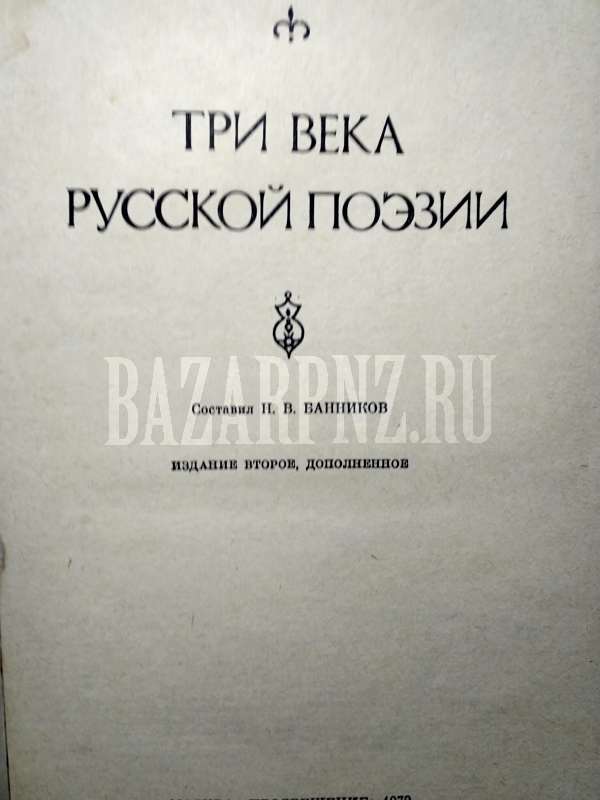 ТРИ ВЕКА
РУССКОЙ ПОЭЗИИ
BAZARPNZ.RU
Составил Н. В. БАННИКОВ
ИЗДАНИЕ ВТОРОЕ, ДОПОЛНЕННОЕ